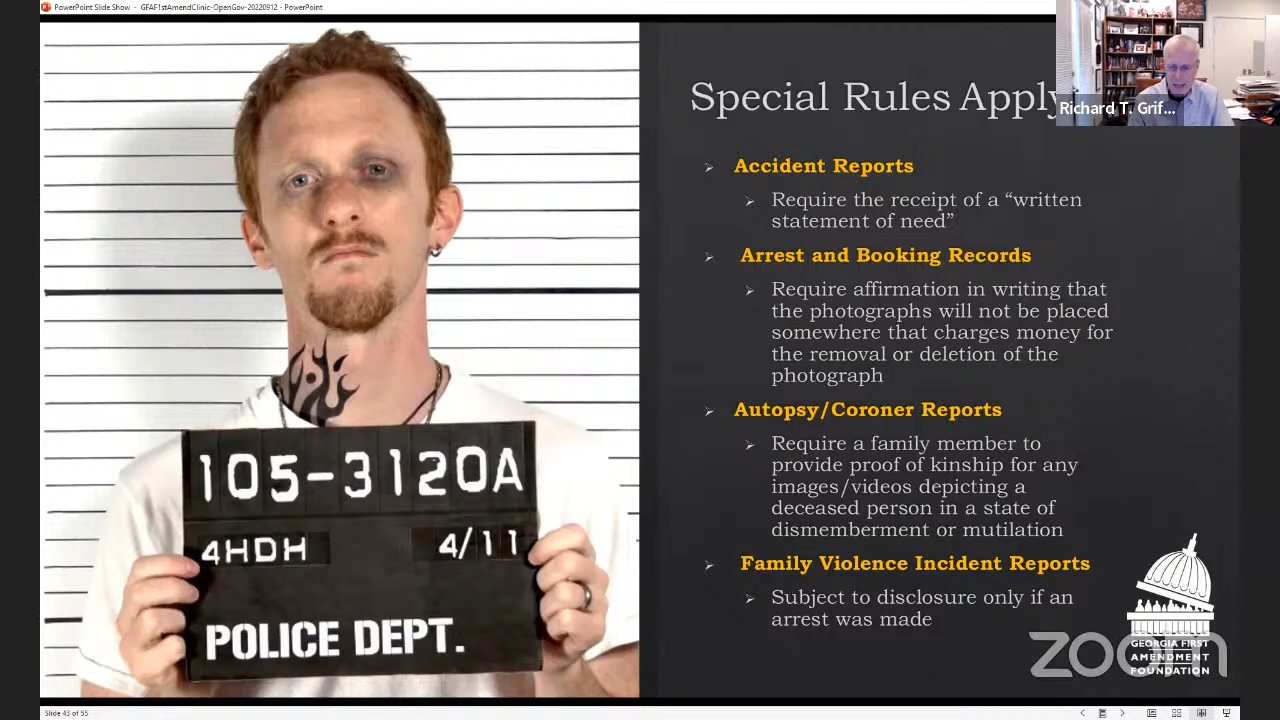 PowerPoint Slide Show - GFAF1stAmendClinic-OpenGov-20220912 - PowerPoint
Special Rules Apply
Richard T. Grif...
Accident Reports
Require the receipt of a “written
statement of need”
Arrest and Booking Records
Require affirmation in writing that
the photographs will not be placed
somewhere that charges money for
the removal or deletion of the
photograph
Autopsy/Coroner Reports
Require a family member to
provide proof of kinship for any
images/videos depicting a
deceased person in a state of
dismemberment or mutilation
Family Violence Incident Reports
Subject to disclosure only if an
arrest was made
105-3120A
4HDH 4/11
POLICE DEPT.
GEORGIA FIRST
AMENDMENT
FOUNDATION
zoom
Slide 43 of 55